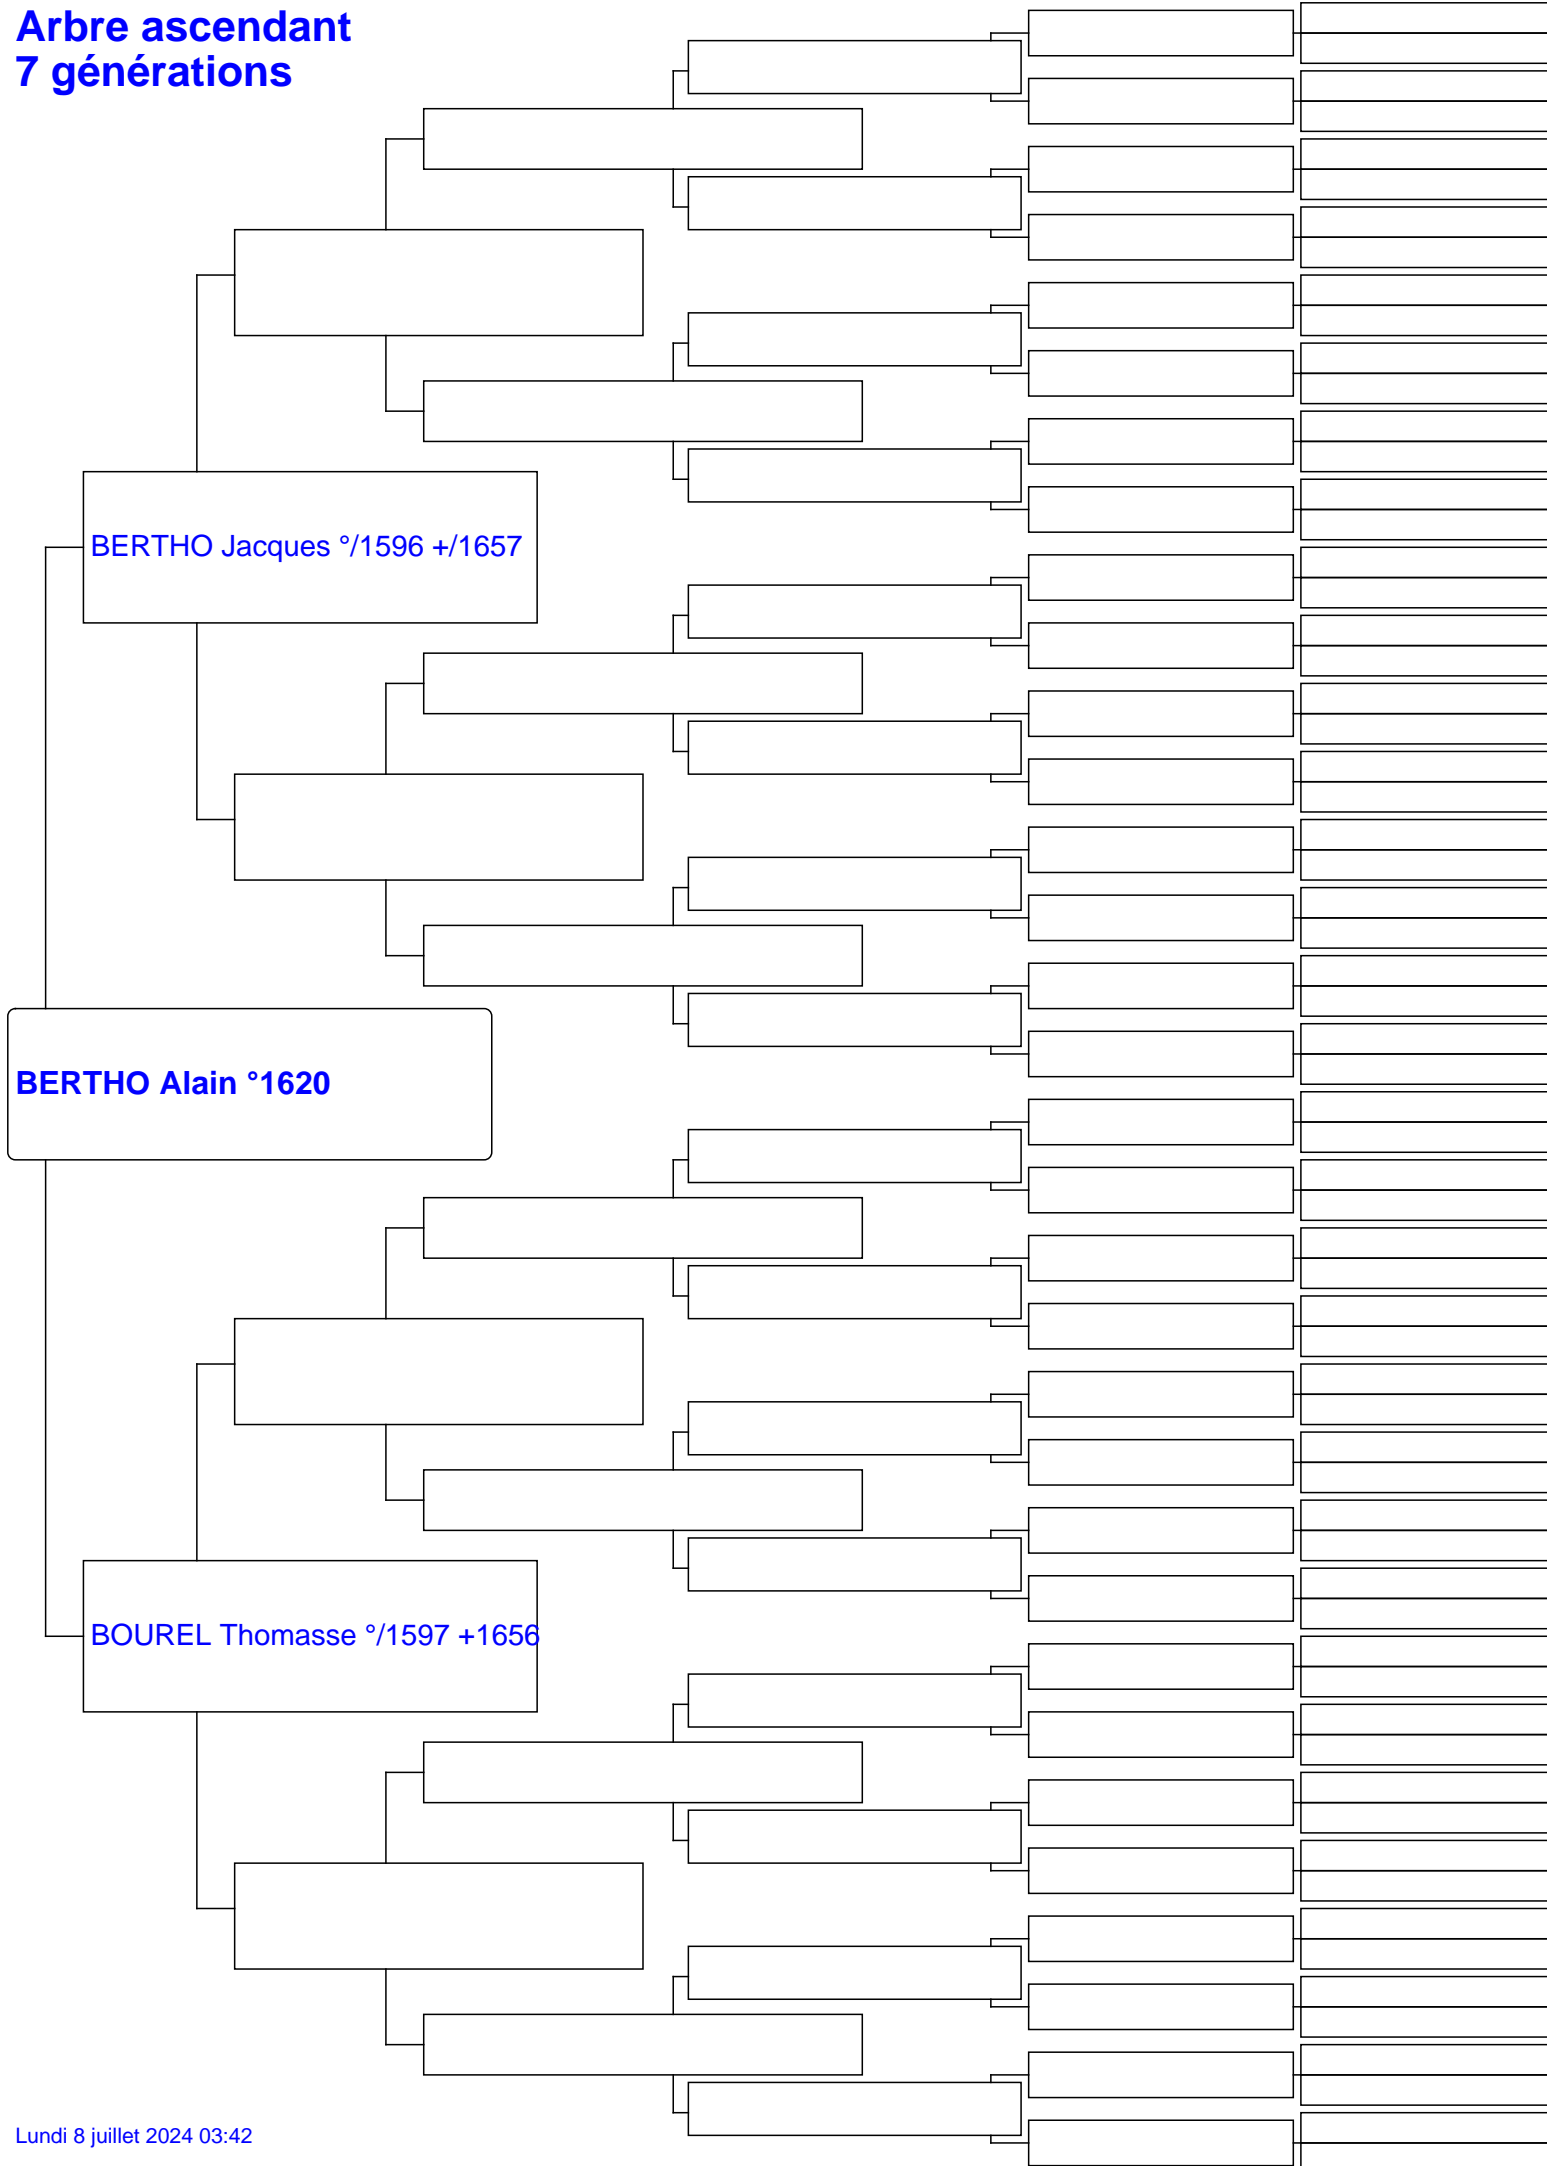 Arbre ascendant
7 générations
BERTHO Jacques °/1596 +/1657
BERTHO Alain °1620
BOUREL Thomasse °/1597 +1656
Lundi 8 juillet 2024 03:42